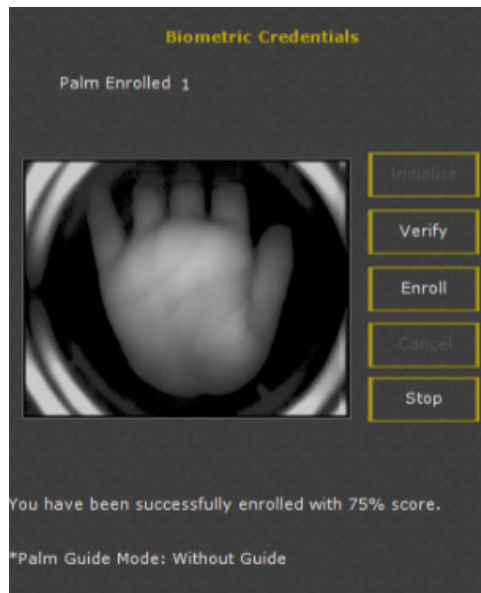 Biometric Credentials
Palm Enrolled 1
Initialize
Verify
Enroll
Cancel
Stop
You have been successfully enrolled with 75% score.
*Palm Guide Mode: Without Guide